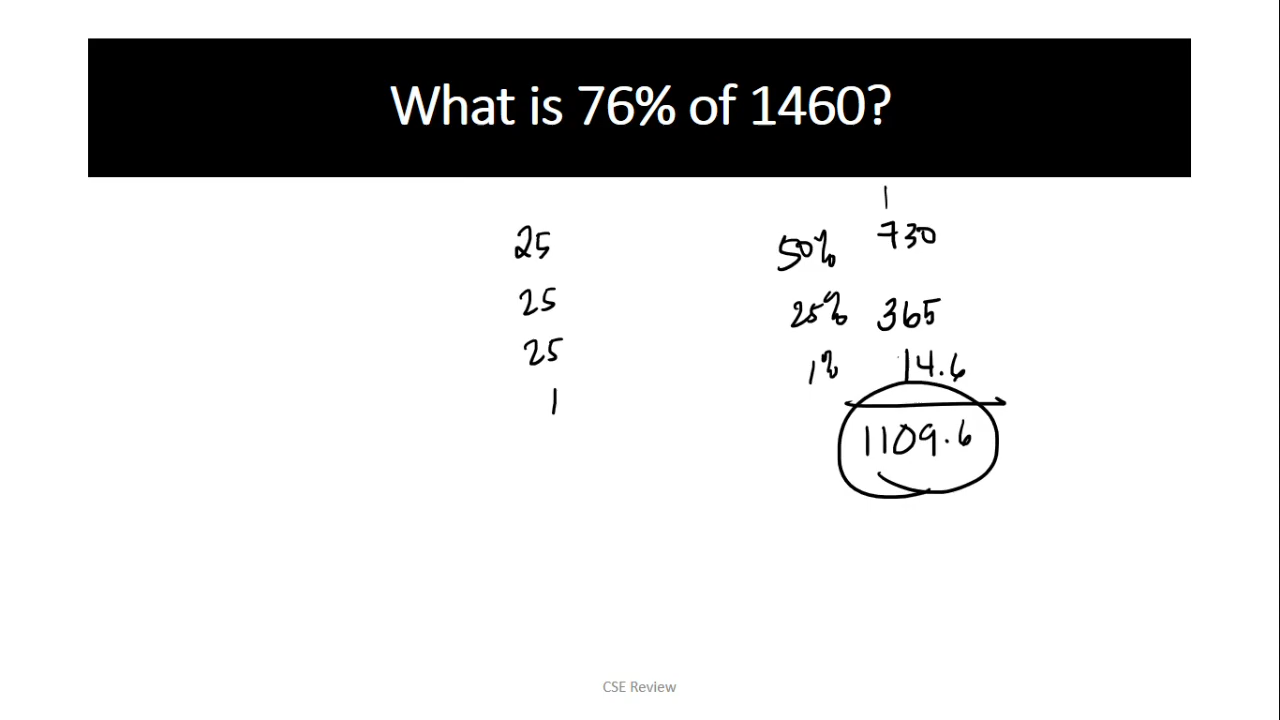 What is 76% of 1460?
1
25 50% 730
25 25% 365
25 1% 14.6
1
1109.6
CSE Review